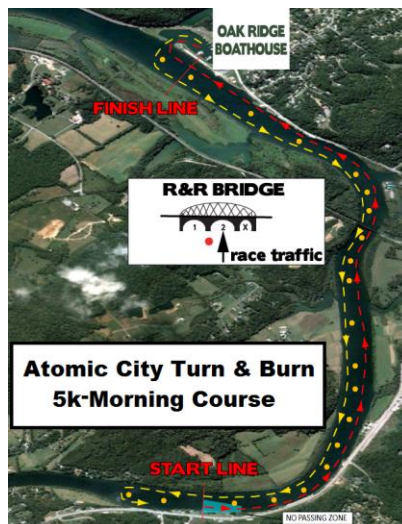 OAK RIDGE
BOATHOUSE
FINISH LINE
R&R BRIDGE
1 2 X
race traffic
Atomic City Turn & Burn
5k-Morning Course
START LINE
NO PASSING ZONE